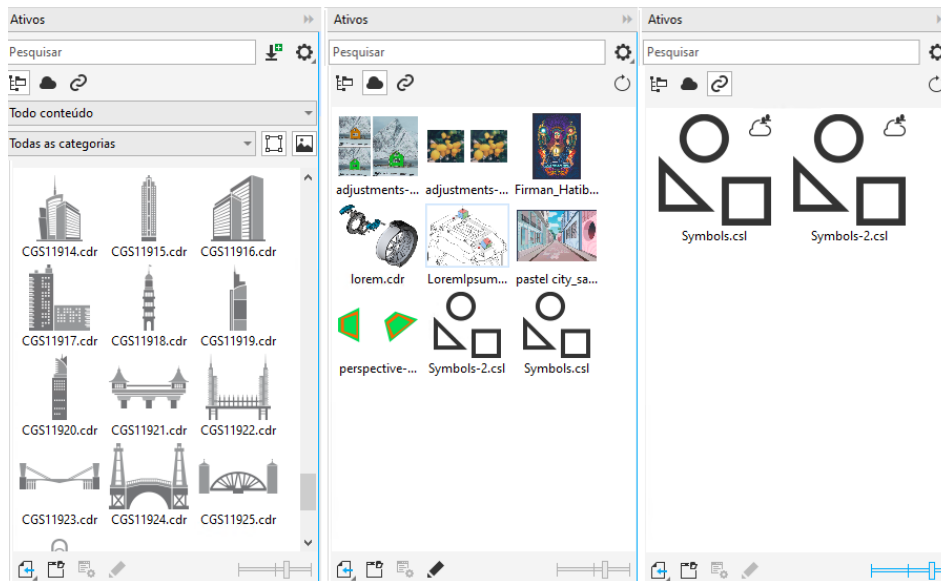 Ativos
Pesquisar
Todo conteúdo
Todas as categorias
CGS11914.cdr CGS11915.cdr CGS11916.cdr
CGS11917.cdr CGS11918.cdr CGS11919.cdr
CGS11920.cdr CGS11921.cdr CGS11922.cdr
CGS11923.cdr CGS11924.cdr CGS11925.cdr
Ativos
Pesquisar
adjustments-... adjustments-... Firman_Hatib...
lorem.cdr LoremIpsum... pastel city_sa...
perspective-... Symbols-2.csl Symbols.csl
Ativos
Pesquisar
Symbols.csl Symbols-2.csl